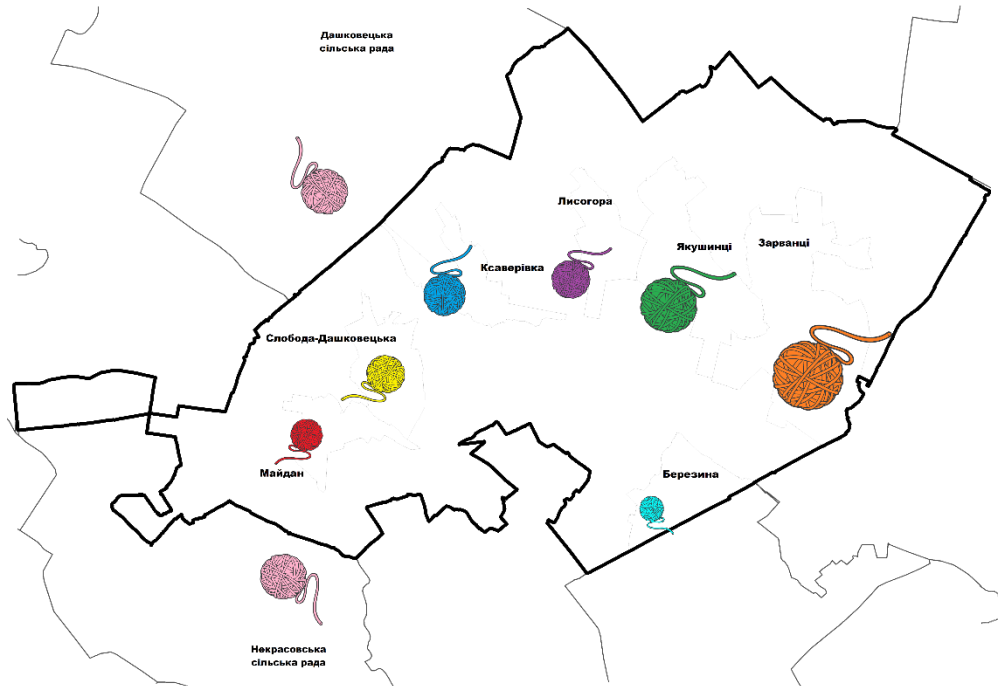 Дашковецька
сільська рада
Лисогора
Якушинці
Зарванці
Ксаверівка
Слобода-Дашковецька
Майдан
Березина
Некрасовська
сільська рада